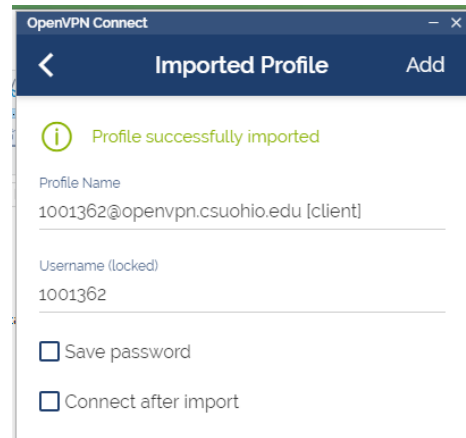 OpenVPN Connect
Imported Profile
Add
Profile successfully imported
Profile Name
1001362@openvpn.csuohio.edu [client]
Username (locked)
1001362
Save password
Connect after import